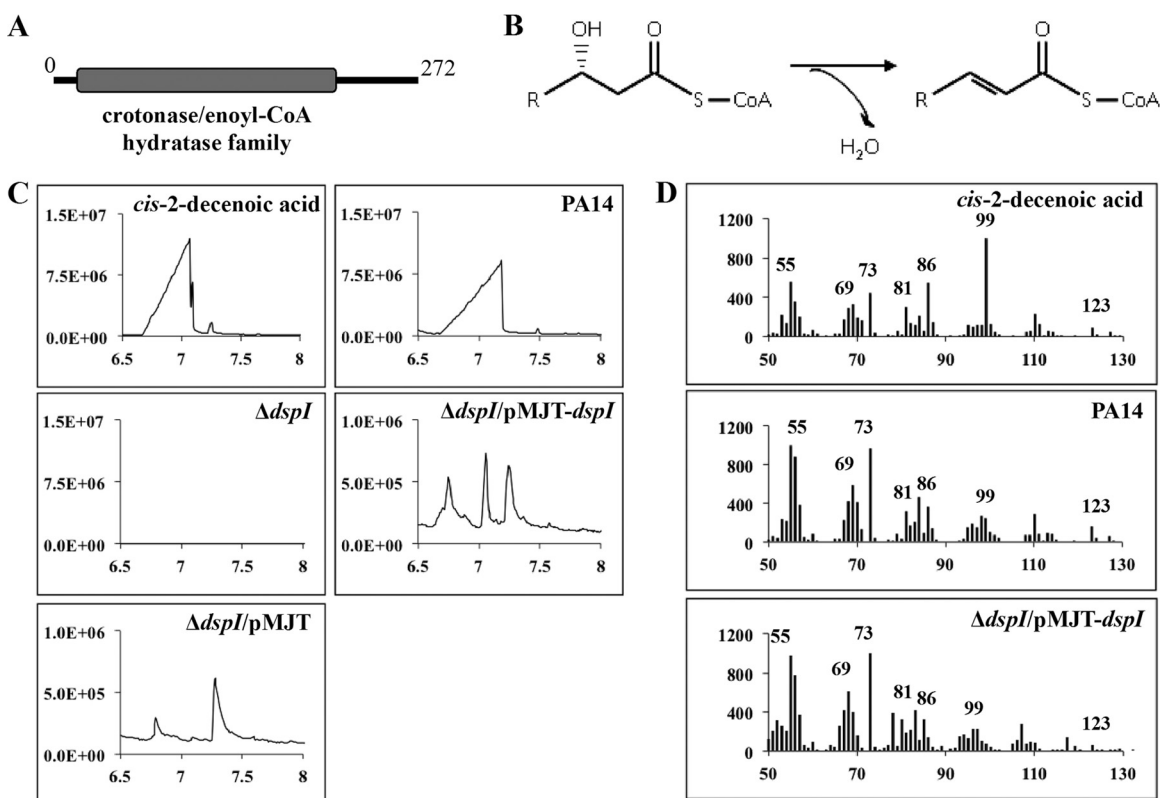 A
0
272
crotonase/enoyl-CoA
hydratase family
B
OH
O
R
S
CoA
H2O
O
R
S
CoA
C
cis-2-decenoic acid
1.5E+07
7.5E+06
0.0E+00
6.5 7 7.5 8
PA14
1.5E+07
7.5E+06
0.0E+00
6.5 7 7.5 8
ΔdspI
1.5E+07
7.5E+06
0.0E+00
6.5 7 7.5 8
ΔdspI/pMJT-dspI
1.0E+06
5.0E+05
0.0E+00
6.5 7 7.5 8
ΔdspI/pMJT
1.0E+06
5.0E+05
0.0E+00
6.5 7 7.5 8
D
cis-2-decenoic acid
1200
800
400
0
55 69 73 81 86 99 123
50 70 90 110 130
PA14
1200
800
400
0
55 69 73 81 86 99 123
50 70 90 110 130
ΔdspI/pMJT-dspI
1200
800
400
0
55 69 73 81 86 99 123
50 70 90 110 130